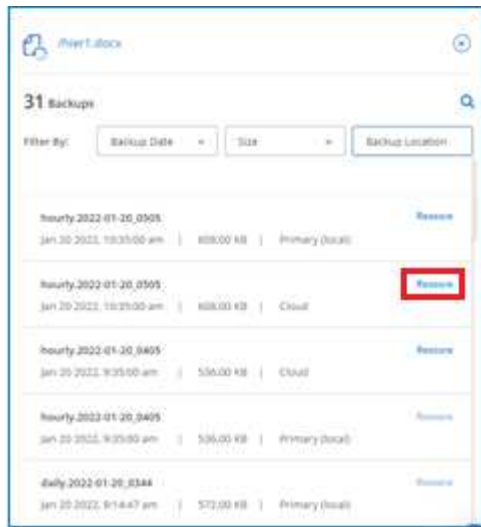 /hier1.docx
31 Backups
Filter By: Backup Date Size Backup Location
hourly.2022-01-20_0505 Restore
Jan 20 2022, 10:35:00 am | 608.00 KB | Primary (local)
hourly.2022-01-20_0505 Restore
Jan 20 2022, 10:35:00 am | 608.00 KB | Cloud
hourly.2022-01-20_0405 Restore
Jan 20 2022, 9:35:00 am | 536.00 KB | Cloud
hourly.2022-01-20_0405 Restore
Jan 20 2022, 9:35:00 am | 536.00 KB | Primary (local)
daily.2022-01-20_0344 Restore
Jan 20 2022, 9:14:47 am | 572.00 KB | Primary (local)